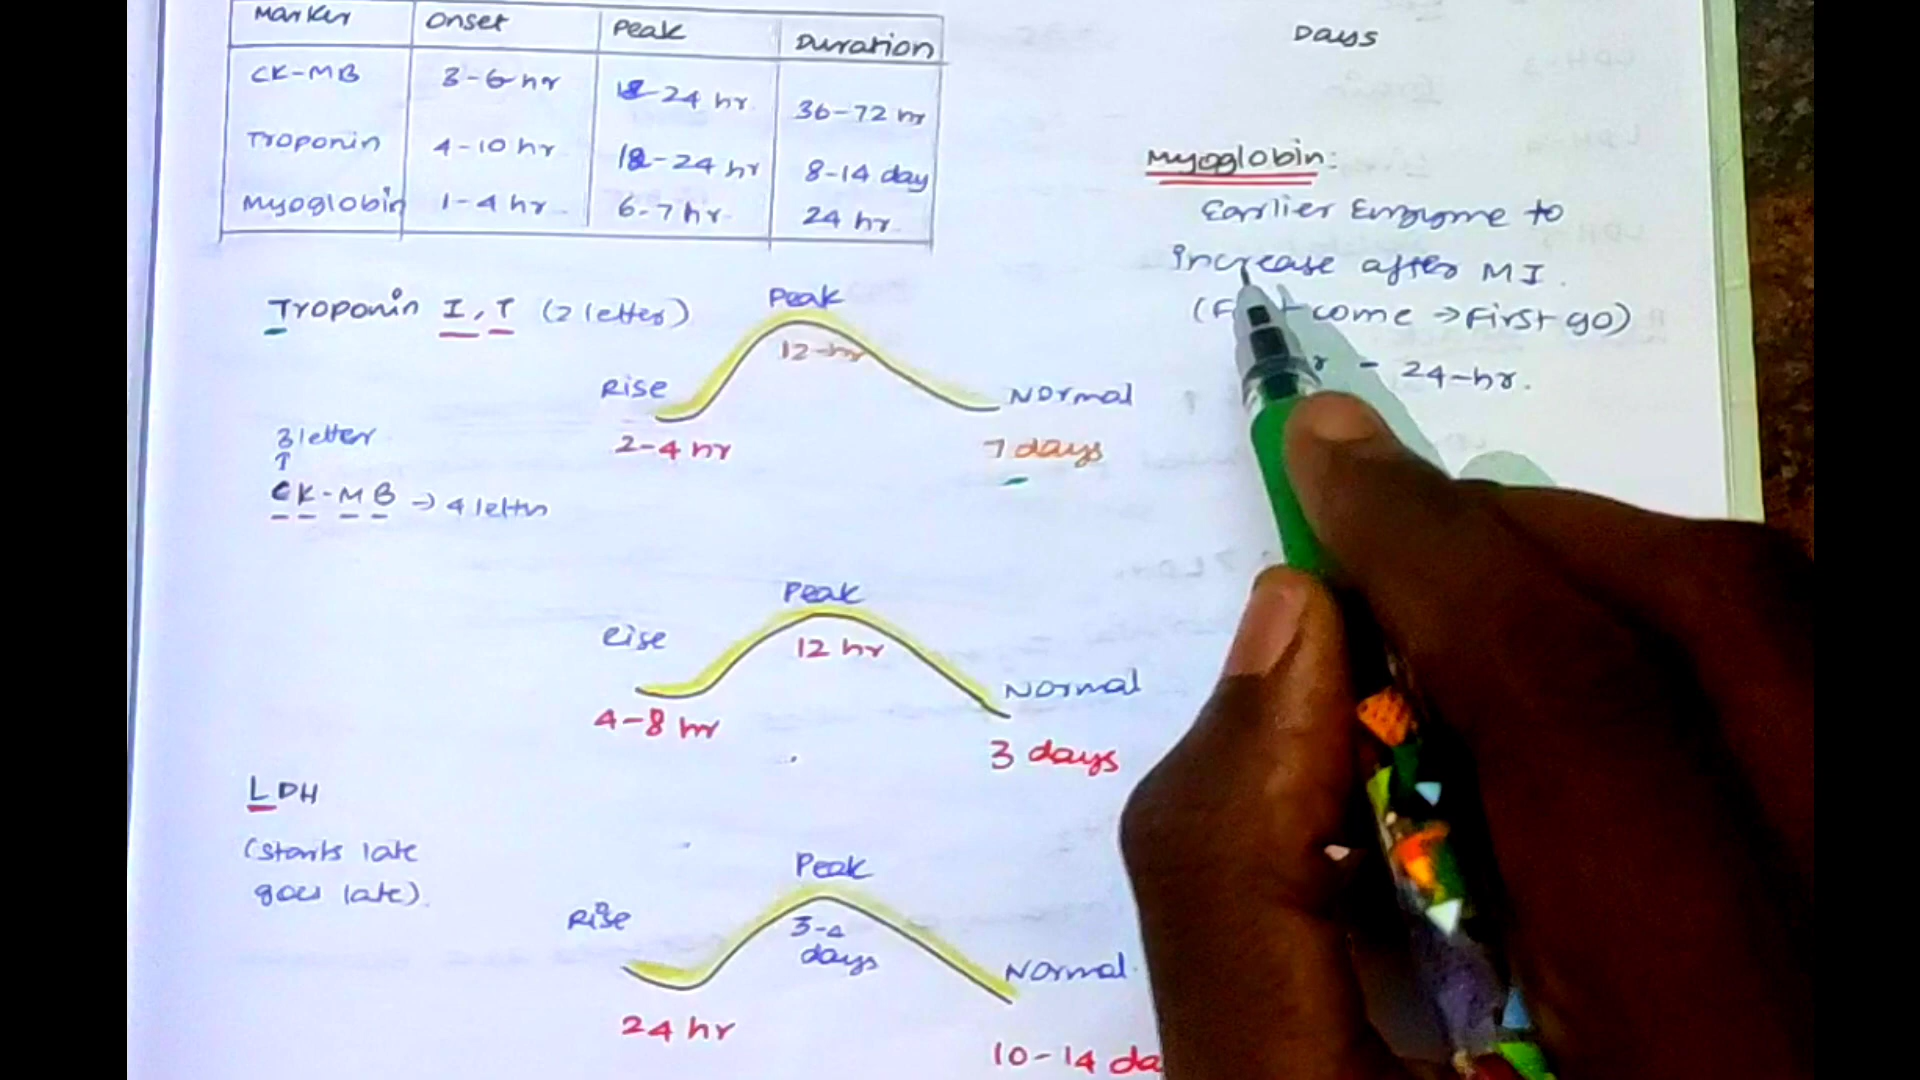 Marker Onset Peak Duration
CK-MB 3-6 hr 18-24 hr 36-72 hr
Troponin 4-10 hr 18-24 hr 8-14 day
Myoglobin 1-4 hr 6-7 hr 24 hr
Days
Myoglobin:
Earlier Enzyme to
increase after MI.
come → First go)
- 24-hr.
Troponin I, T (2 letter)
Peak
12-hr
Rise
2-4 hr
Normal
7 days
3 letter
↑
CK-MB → 4 letters
Peak
12 hr
Rise
4-8 hr
Normal
3 days
LDH
(starts late
goes late).
Peak
3-4
days
Rise
24 hr
Normal
10-14